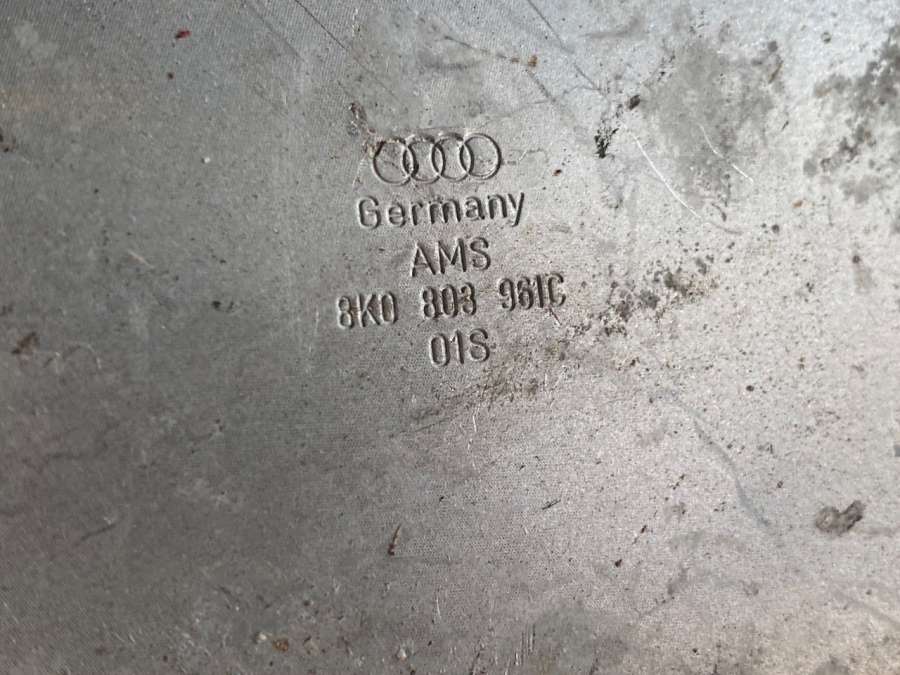 Germany
AMS
8K0 803 961C
01S